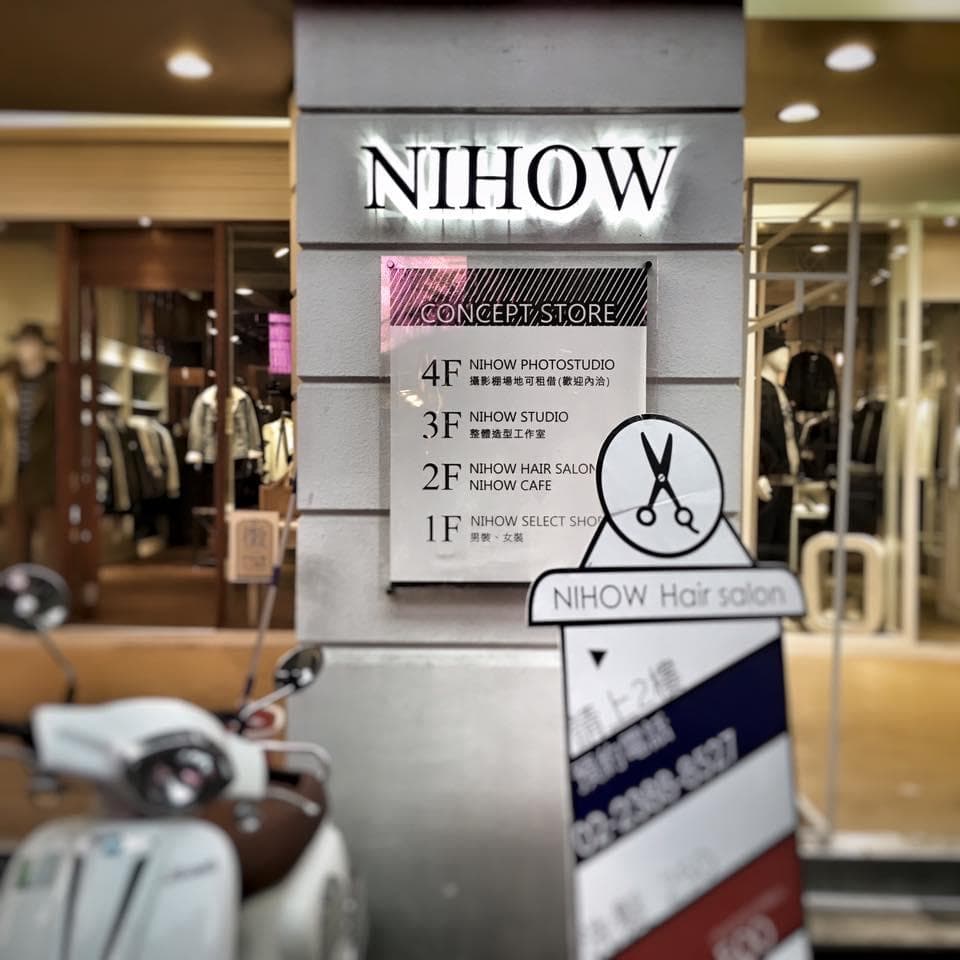 NIHOW
CONCEPT STORE
4F NIHOW PHOTOSTUDIO
攝影棚場地可租借(歡迎內洽)
3F NIHOW STUDIO
整體造型工作室
2F NIHOW HAIR SALON
NIHOW CAFE
1F NIHOW SELECT SHOP
男裝、女裝
NIHOW Hair salon
請上2樓
預約電話
02-2388-8527